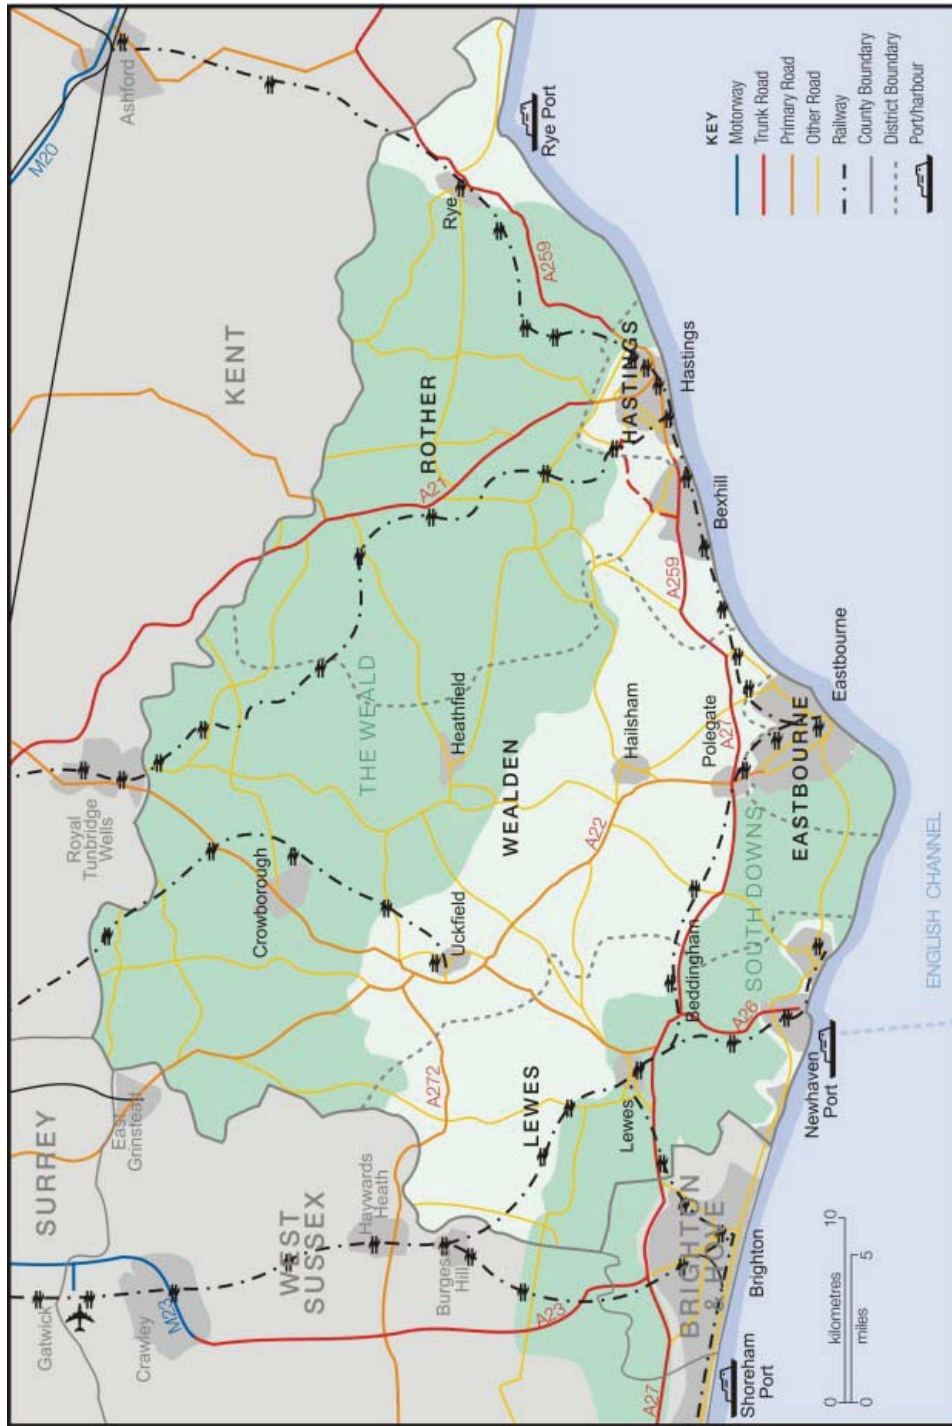 SURREY
Gatwick
Crawley
M23
East
Grinstead
Royal
Tunbridge
Wells
M20
Ashford
KENT
WEST
SUSSEX
Haywards
Heath
Burgess
Hill
A23
A272
Crowborough
Uckfield
THE WEALD
Heathfield
WEALDEN
A22
Hailsham
Polegate
A27
A21
ROTHER
Rye
A259
Rye Port
HASTINGS
Hastings
Bexhill
A259
LEWES
Lewes
Beddingham
A26
SOUTH DOWNS
EASTBOURNE
Eastbourne
Newhaven
Port
BRIGHTON
& HOVE
Brighton
A27
Shoreham
Port
ENGLISH CHANNEL
0 10
kilometres
miles
0 5
KEY
Motorway
Trunk Road
Primary Road
Other Road
Railway
County Boundary
District Boundary
Port/harbour